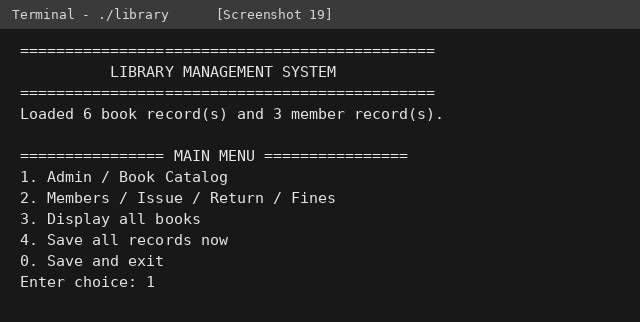 Terminal - ./library [Screenshot 19]
==============================================
LIBRARY MANAGEMENT SYSTEM
==============================================
Loaded 6 book record(s) and 3 member record(s).
================ MAIN MENU ================
1. Admin / Book Catalog
2. Members / Issue / Return / Fines
3. Display all books
4. Save all records now
0. Save and exit
Enter choice: 1